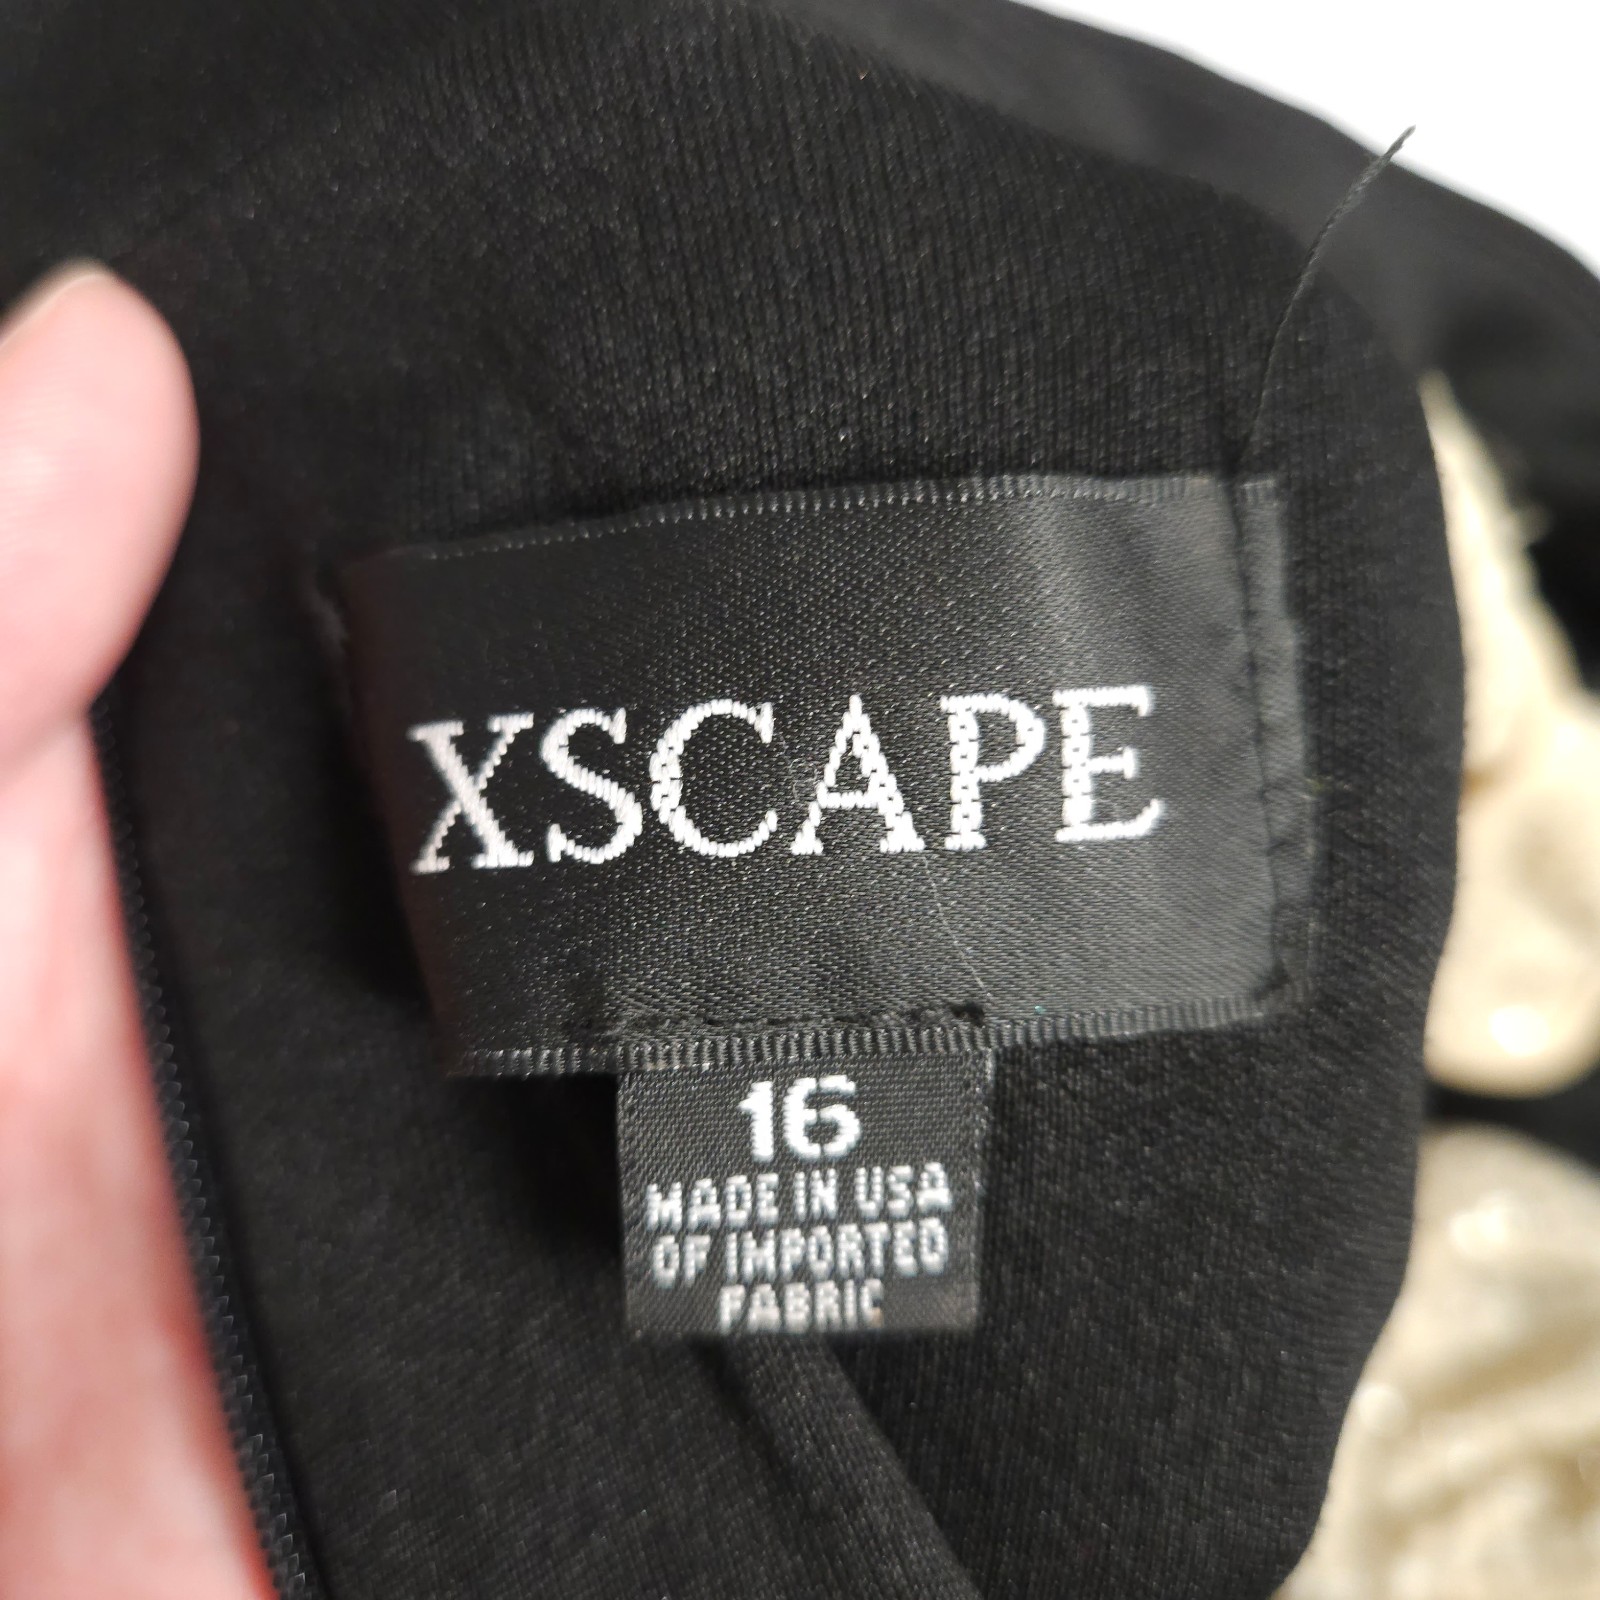 XSCAPE
16
MADE IN USA
OF IMPORTED
FABRIC